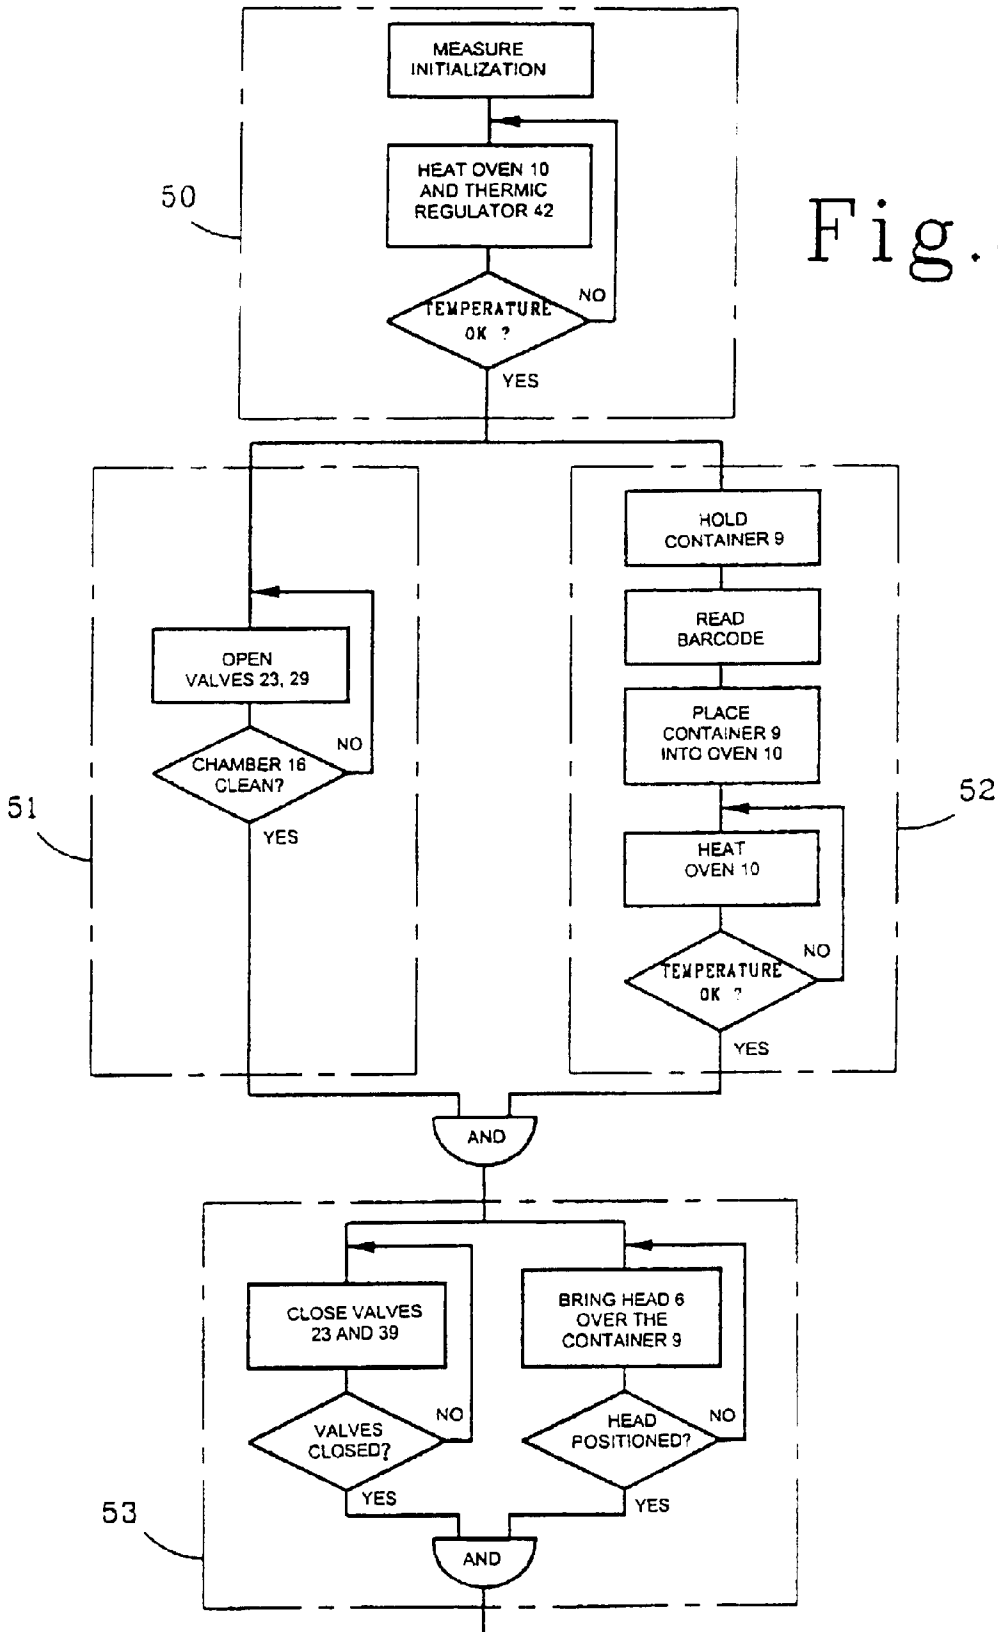 MEASURE
INITIALIZATION
HEAT OVEN 10
AND THERMIC
REGULATOR 42
50
Fig.
NO
TEMPERATURE
OK ?
YES
HOLD
CONTAINER 9
READ
BARCODE
OPEN
VALVES 23, 29
PLACE
CONTAINER 9
INTO OVEN 10
NO
CHAMBER 16
CLEAN?
YES
51
52
HEAT
OVEN 10
NO
TEMPERATURE
OK ?
YES
AND
CLOSE VALVES
23 AND 39
BRING HEAD 6
OVER THE
CONTAINER 9
NO
VALVES
CLOSED?
YES
NO
HEAD
POSITIONED?
YES
53
AND